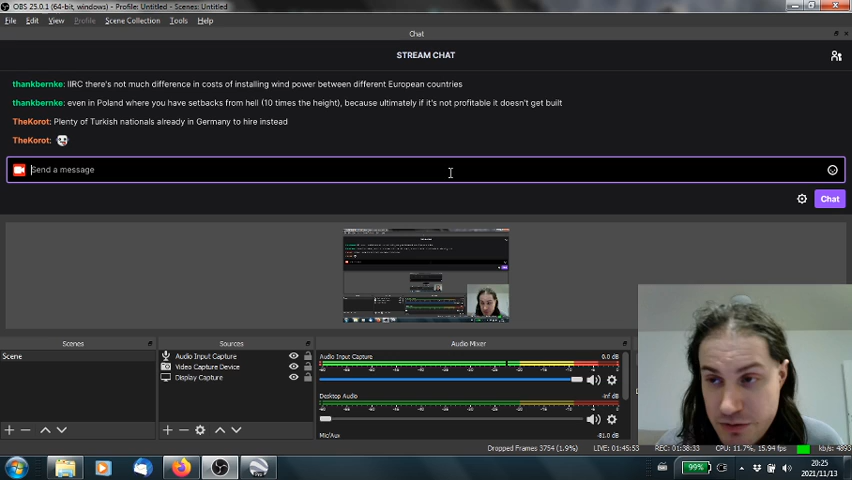 OBS 25.0.1 (64-bit, windows) - Profile: Untitled - Scenes: Untitled
File Edit View Profile Scene Collection Tools Help
Chat
STREAM CHAT
thankbernke: IIRC there's not much difference in costs of installing wind power between different European countries
thankbernke: even in Poland where you have setbacks from hell (10 times the height), because ultimately if it's not profitable it doesn't get built
TheKorot: Plenty of Turkish nationals already in Germany to hire instead
TheKorot:
Send a message
Chat
Scenes Sources Audio Mixer
Scene
Audio Input Capture
Video Capture Device
Display Capture
Audio Input Capture 0.0 dB
Desktop Audio -inf dB
Mic/Aux -81.0 dB
Dropped Frames 3754 (1.9%) LIVE: 01:45:53 REC: 01:38:33 CPU: 11.7%, 15.94 fps kb/s: 4893
99% 20:25
2021/11/13